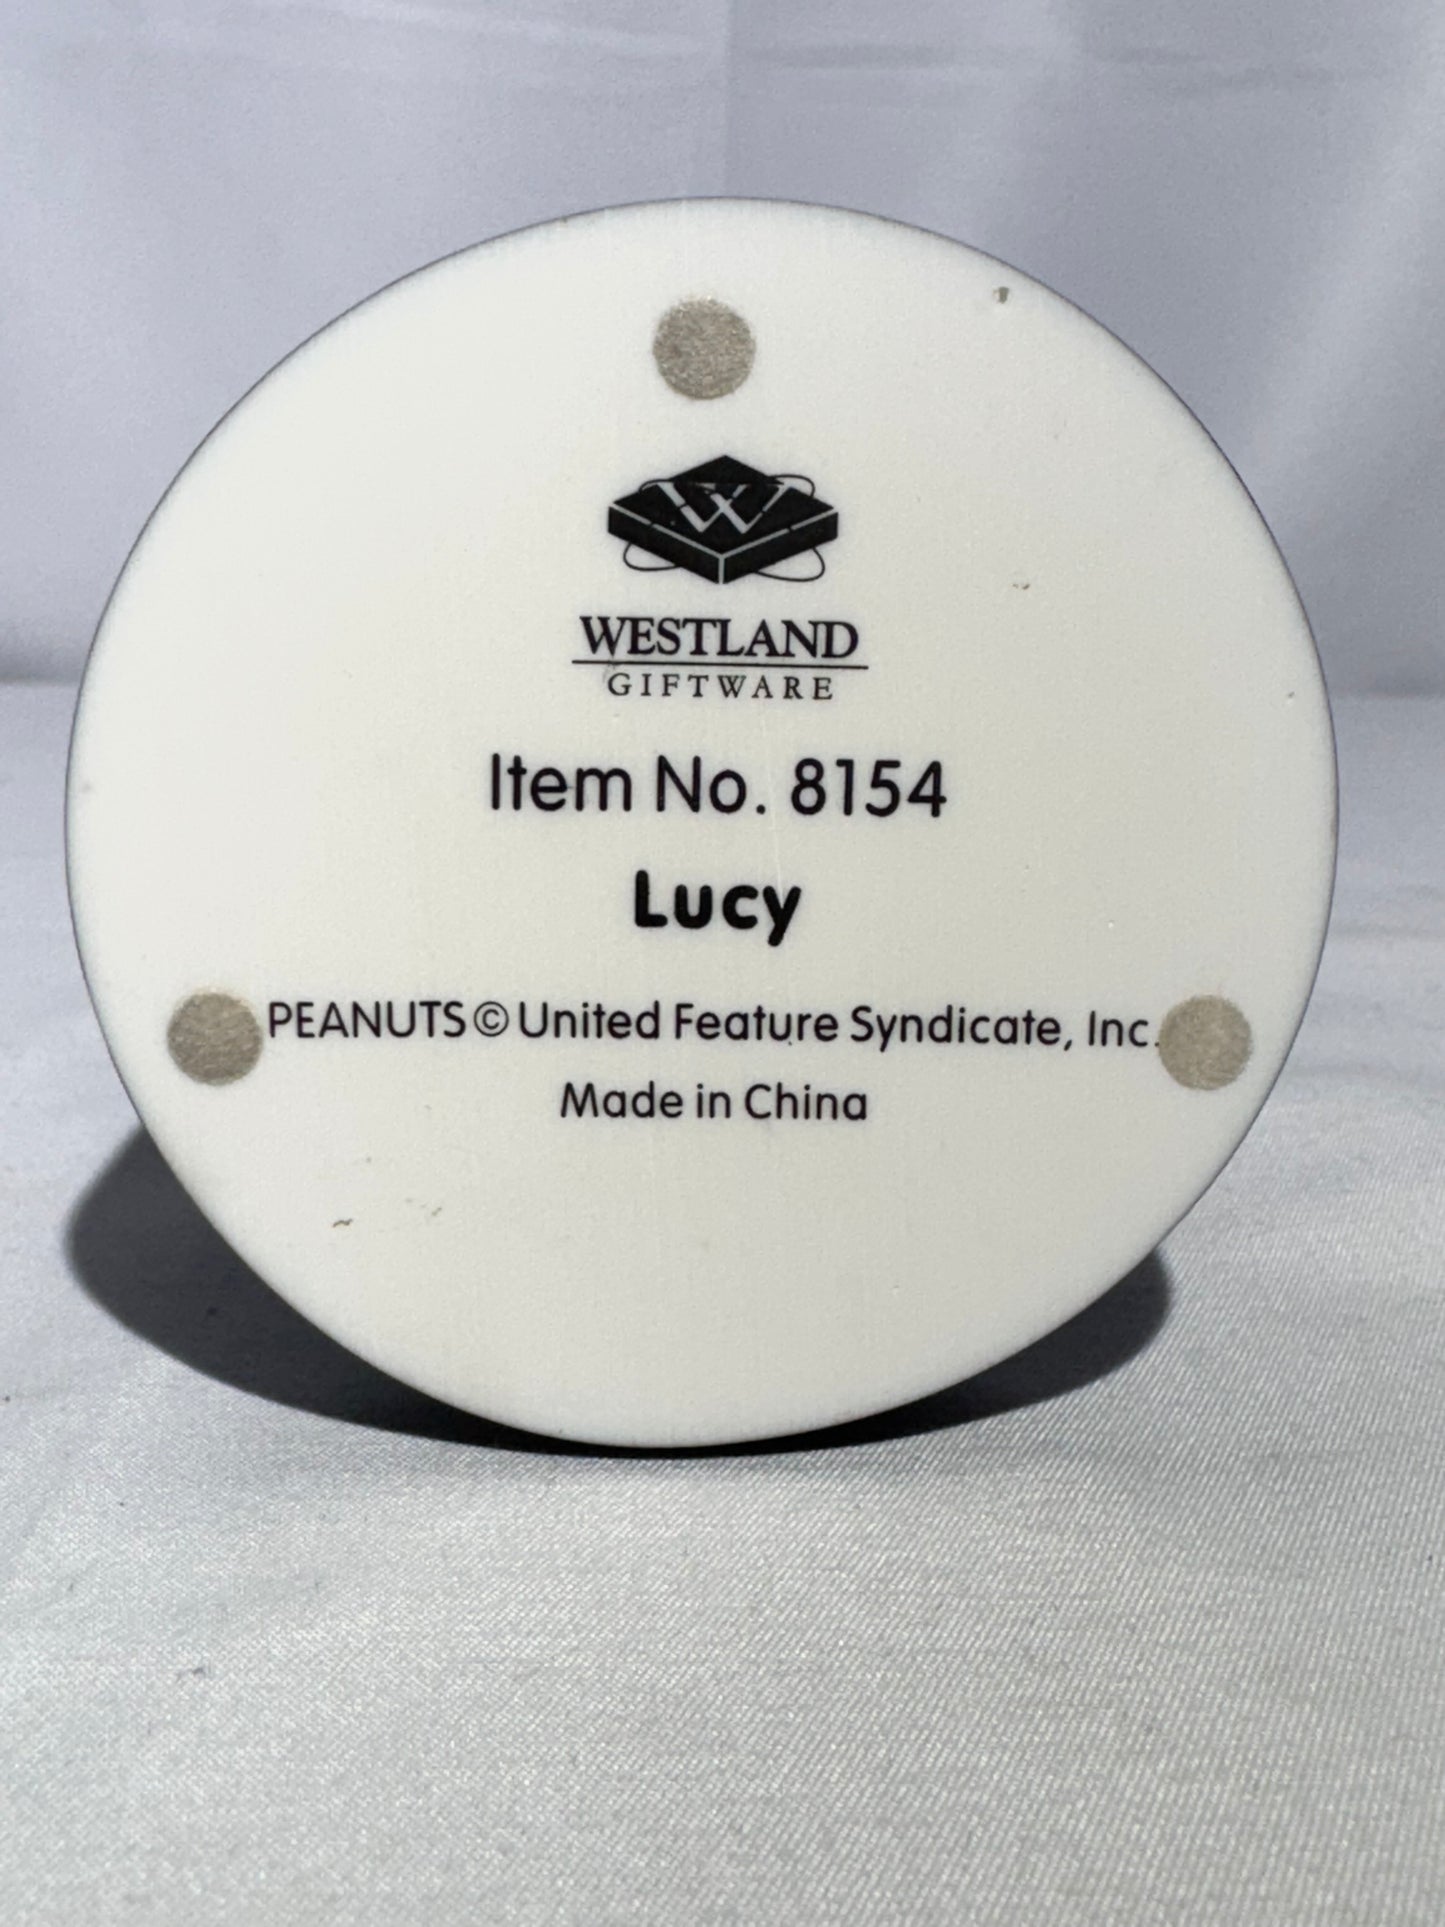 W
WESTLAND
GIFTWARE
Item No. 8154
Lucy
PEANUTS © United Feature Syndicate, Inc.
Made in China